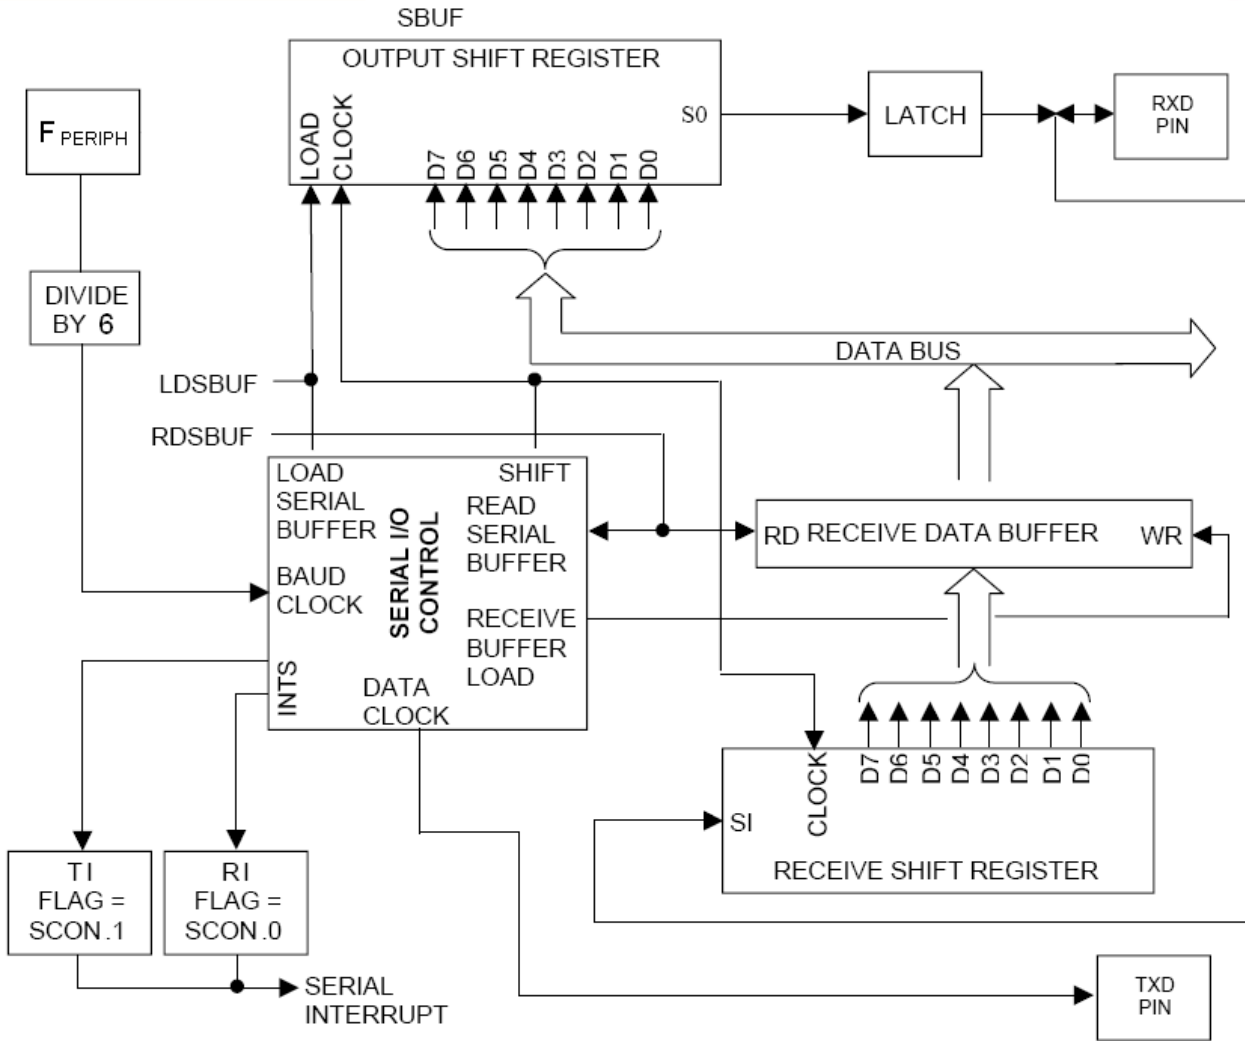 SBUF
OUTPUT SHIFT REGISTER
LOAD
CLOCK
D7
D6
D5
D4
D3
D2
D1
D0
S0
LATCH
RXD
PIN
F PERIPH
DIVIDE
BY 6
DATA BUS
LDSBUF
RDSBUF
LOAD
SERIAL
BUFFER
SHIFT
READ
SERIAL
BUFFER
BAUD
CLOCK
SERIAL I/O
CONTROL
RECEIVE
BUFFER
LOAD
INTS
DATA
CLOCK
RD RECEIVE DATA BUFFER WR
CLOCK
D7
D6
D5
D4
D3
D2
D1
D0
SI
RECEIVE SHIFT REGISTER
TI
FLAG =
SCON.1
RI
FLAG =
SCON.0
SERIAL
INTERRUPT
TXD
PIN